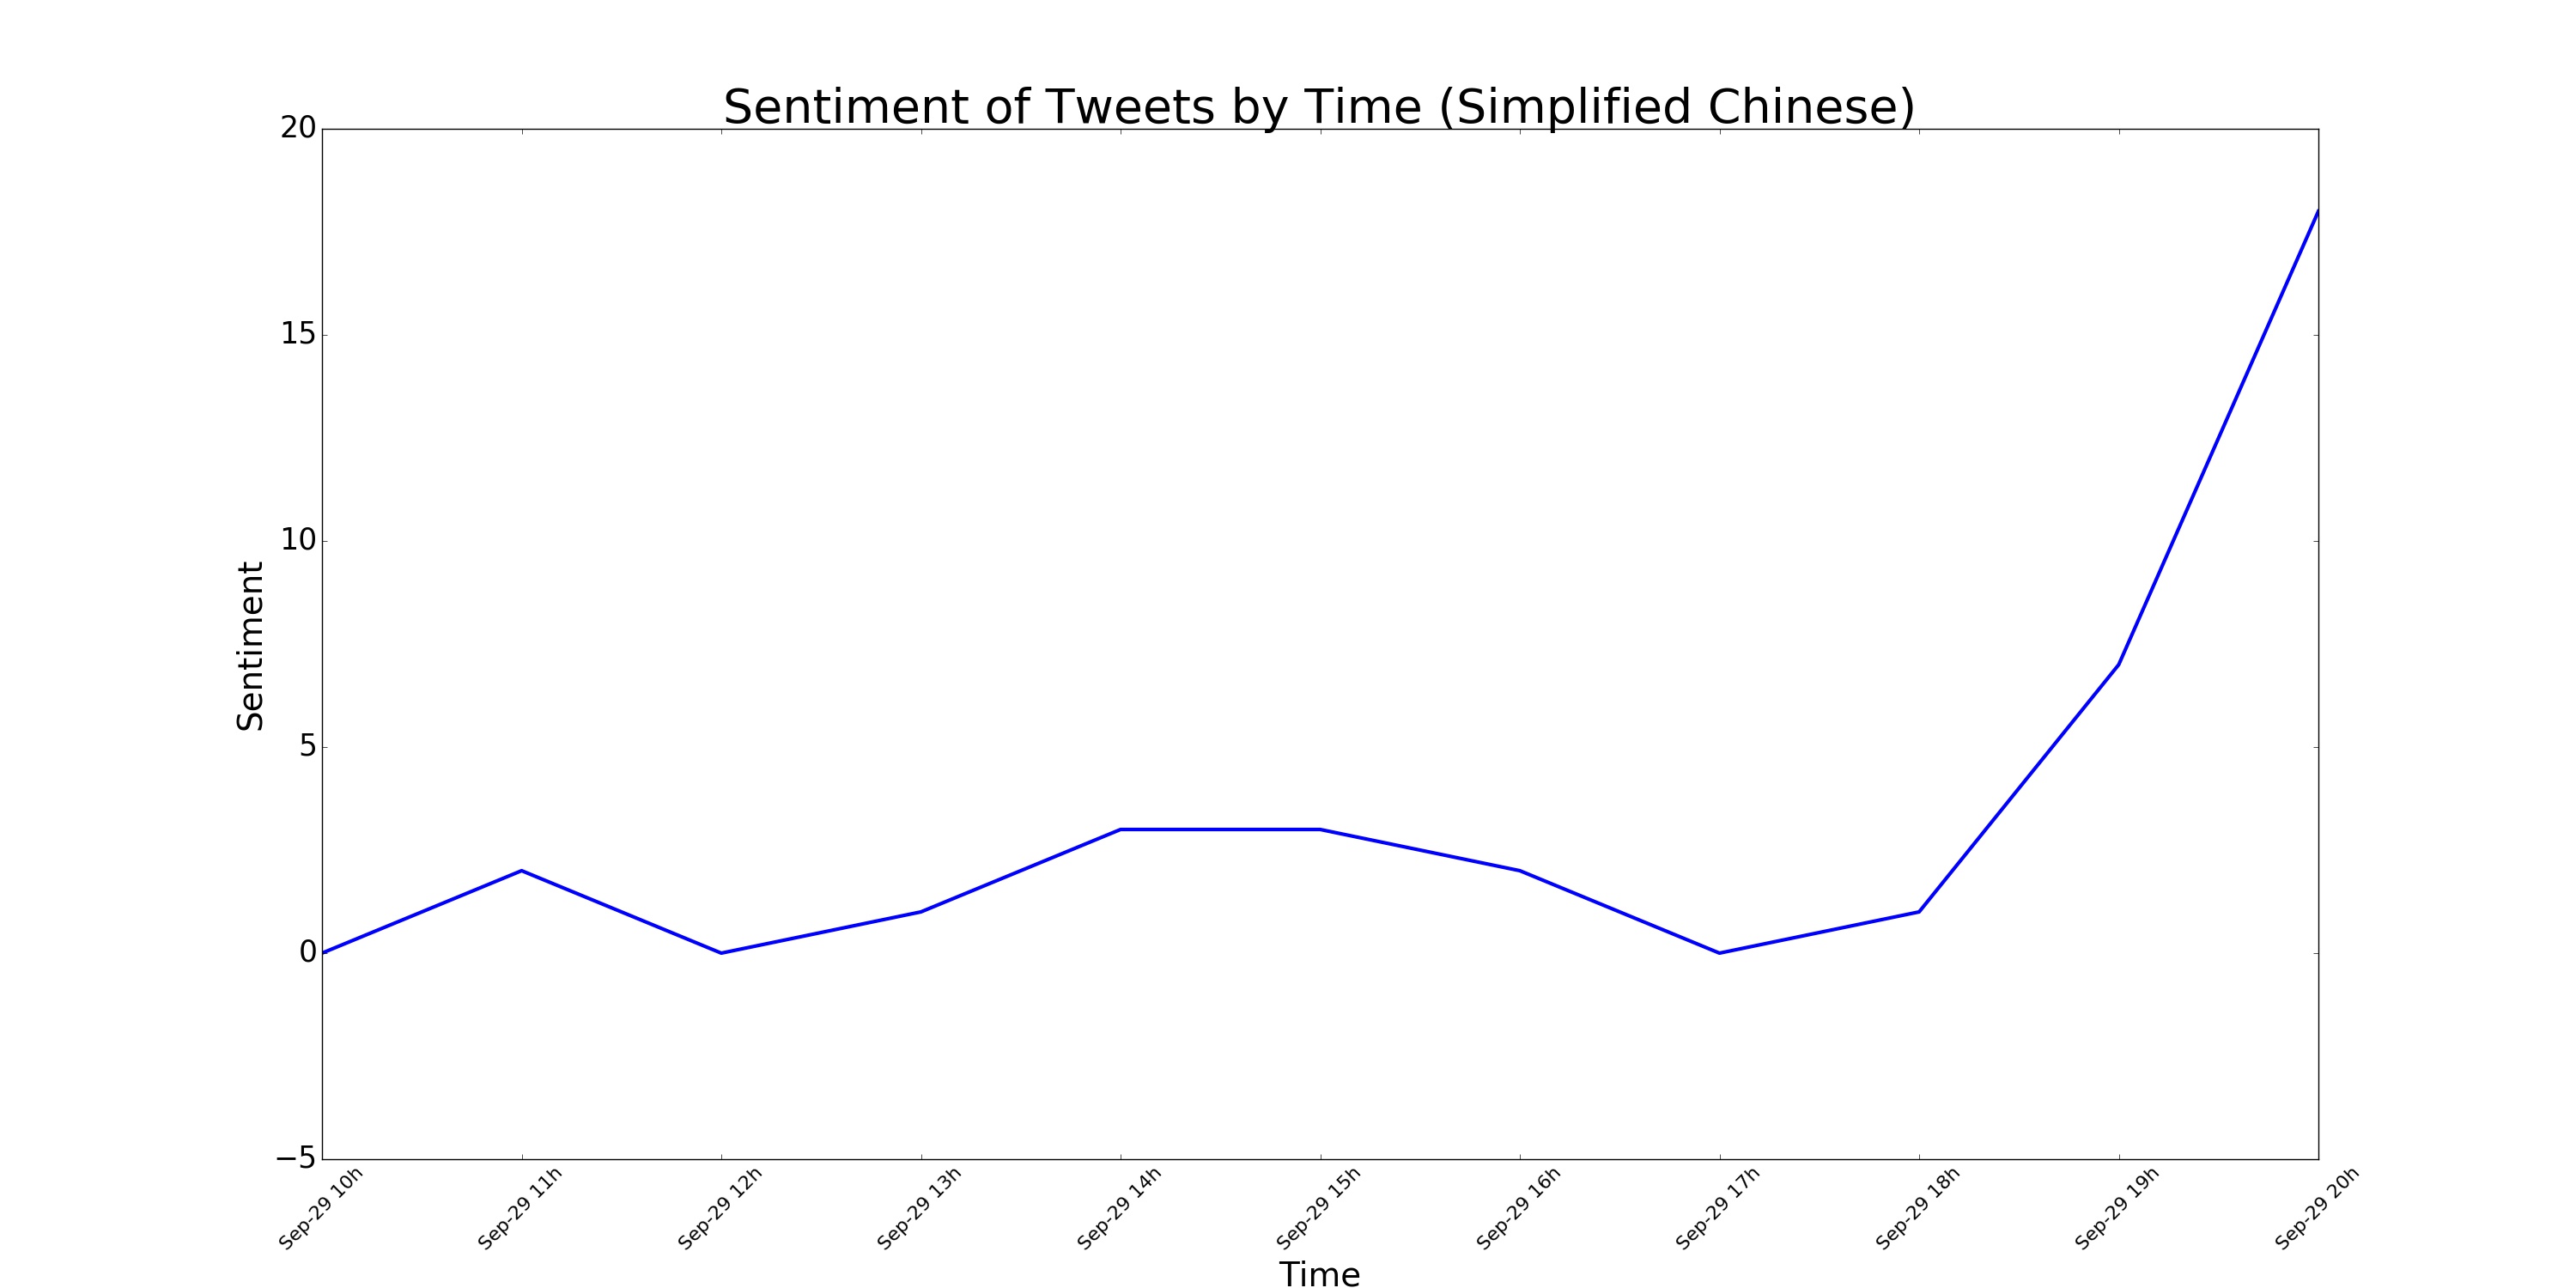 Sentiment of Tweets by Time (Simplified Chinese)
20
15
10
5
0
−5
Sentiment
Sep-29 10h
Sep-29 11h
Sep-29 12h
Sep-29 13h
Sep-29 14h
Sep-29 15h
Sep-29 16h
Sep-29 17h
Sep-29 18h
Sep-29 19h
Sep-29 20h
Time